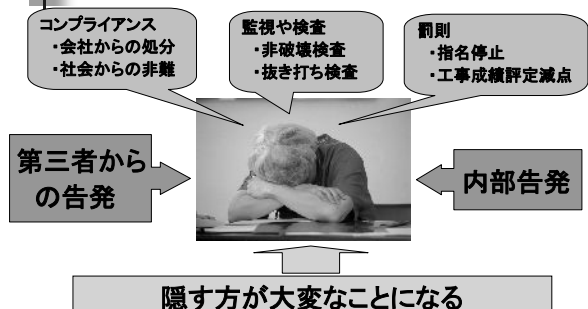 コンプライアンス
・会社からの処分
・社会からの非難
監視や検査
・非破壊検査
・抜き打ち検査
罰則
・指名停止
・工事成績評定減点
第三者から
の告発
内部告発
隠す方が大変なことになる